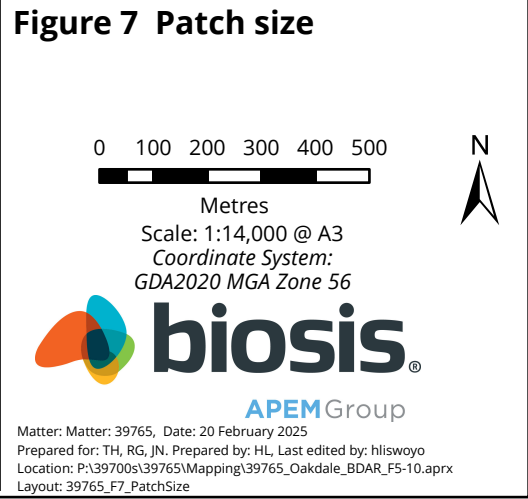 Figure 7 Patch size
0 100 200 300 400 500
N
Metres
Scale: 1:14,000 @ A3
Coordinate System:
GDA2020 MGA Zone 56
biosis®
APEMGroup
Matter: Matter: 39765, Date: 20 February 2025
Prepared for: TH, RG, JN. Prepared by: HL, Last edited by: hliswoyo
Location: P:\39700s\39765\Mapping\39765_Oakdale_BDAR_F5-10.aprx
Layout: 39765_F7_PatchSize